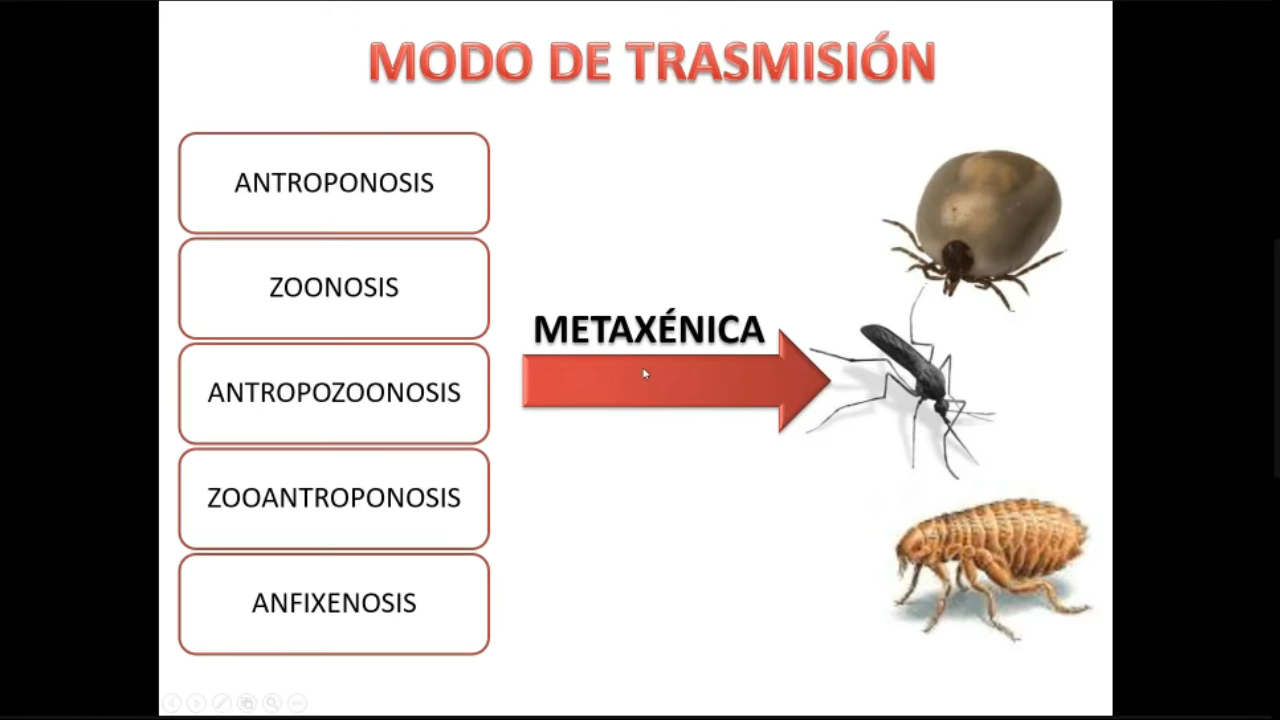 MODO DE TRASMISIÓN
ANTROPONOSIS
ZOONOSIS
ANTROPOZOONOSIS
ZOOANTROPONOSIS
ANFIXENOSIS
METAXÉNICA